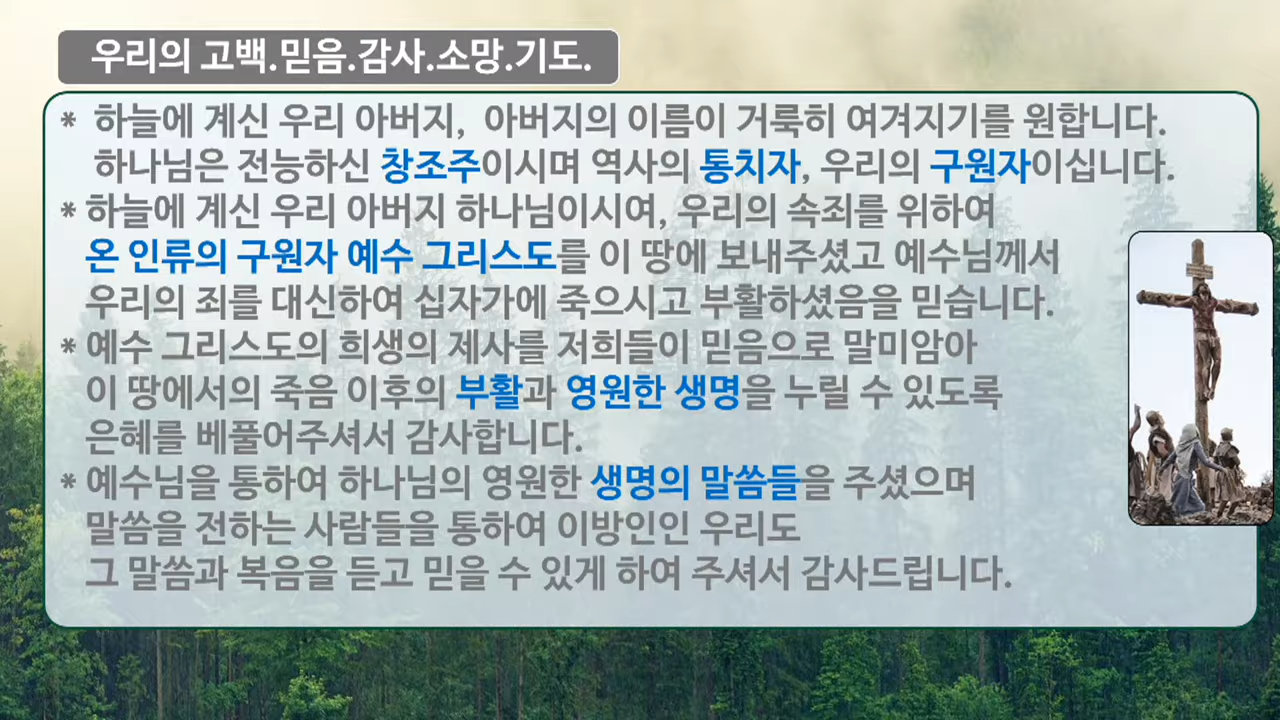 우리의 고백.믿음.감사.소망.기도.
* 하늘에 계신 우리 아버지, 아버지의 이름이 거룩히 여겨지기를 원합니다.
하나님은 전능하신 창조주이시며 역사의 통치자, 우리의 구원자이십니다.
* 하늘에 계신 우리 아버지 하나님이시여, 우리의 속죄를 위하여
온 인류의 구원자 예수 그리스도를 이 땅에 보내주셨고 예수님께서
우리의 죄를 대신하여 십자가에 죽으시고 부활하셨음을 믿습니다.
* 예수 그리스도의 희생의 제사를 저희들이 믿음으로 말미암아
이 땅에서의 죽음 이후의 부활과 영원한 생명을 누릴 수 있도록
은혜를 베풀어주셔서 감사합니다.
* 예수님을 통하여 하나님의 영원한 생명의 말씀들을 주셨으며
말씀을 전하는 사람들을 통하여 이방인인 우리도
그 말씀과 복음을 듣고 믿을 수 있게 하여 주셔서 감사드립니다.